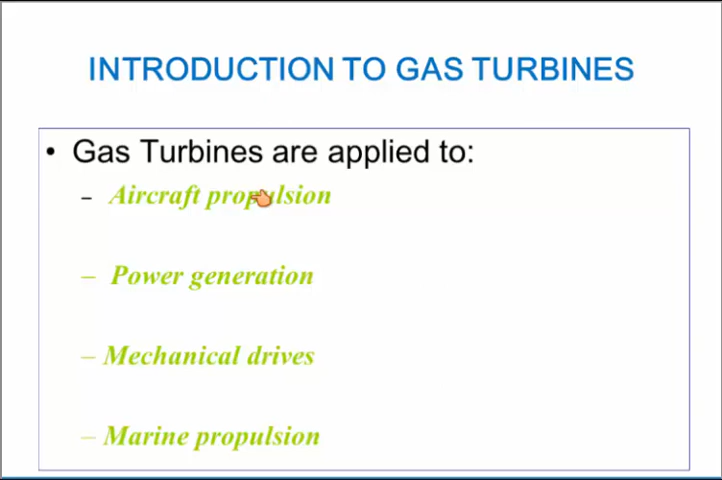 INTRODUCTION TO GAS TURBINES
• Gas Turbines are applied to:
– Aircraft propulsion
– Power generation
– Mechanical drives
– Marine propulsion